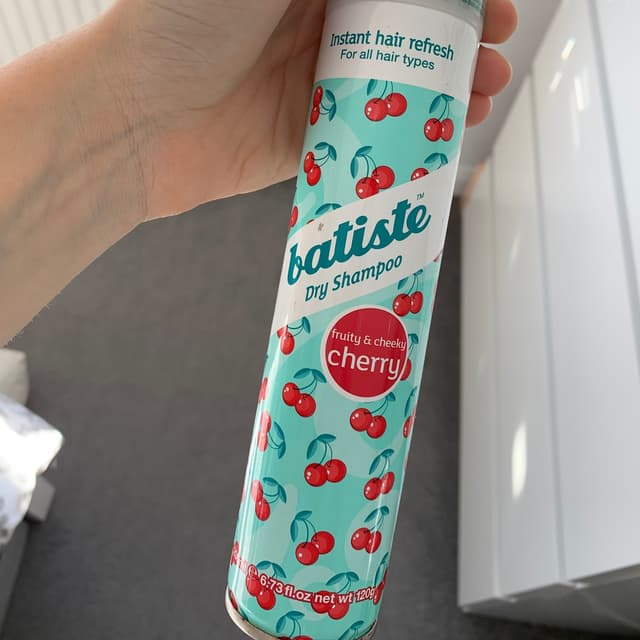 Instant hair refresh
For all hair types
batiste™
Dry Shampoo
fruity & cheeky
cherry
6.73 fl.oz net wt 120g